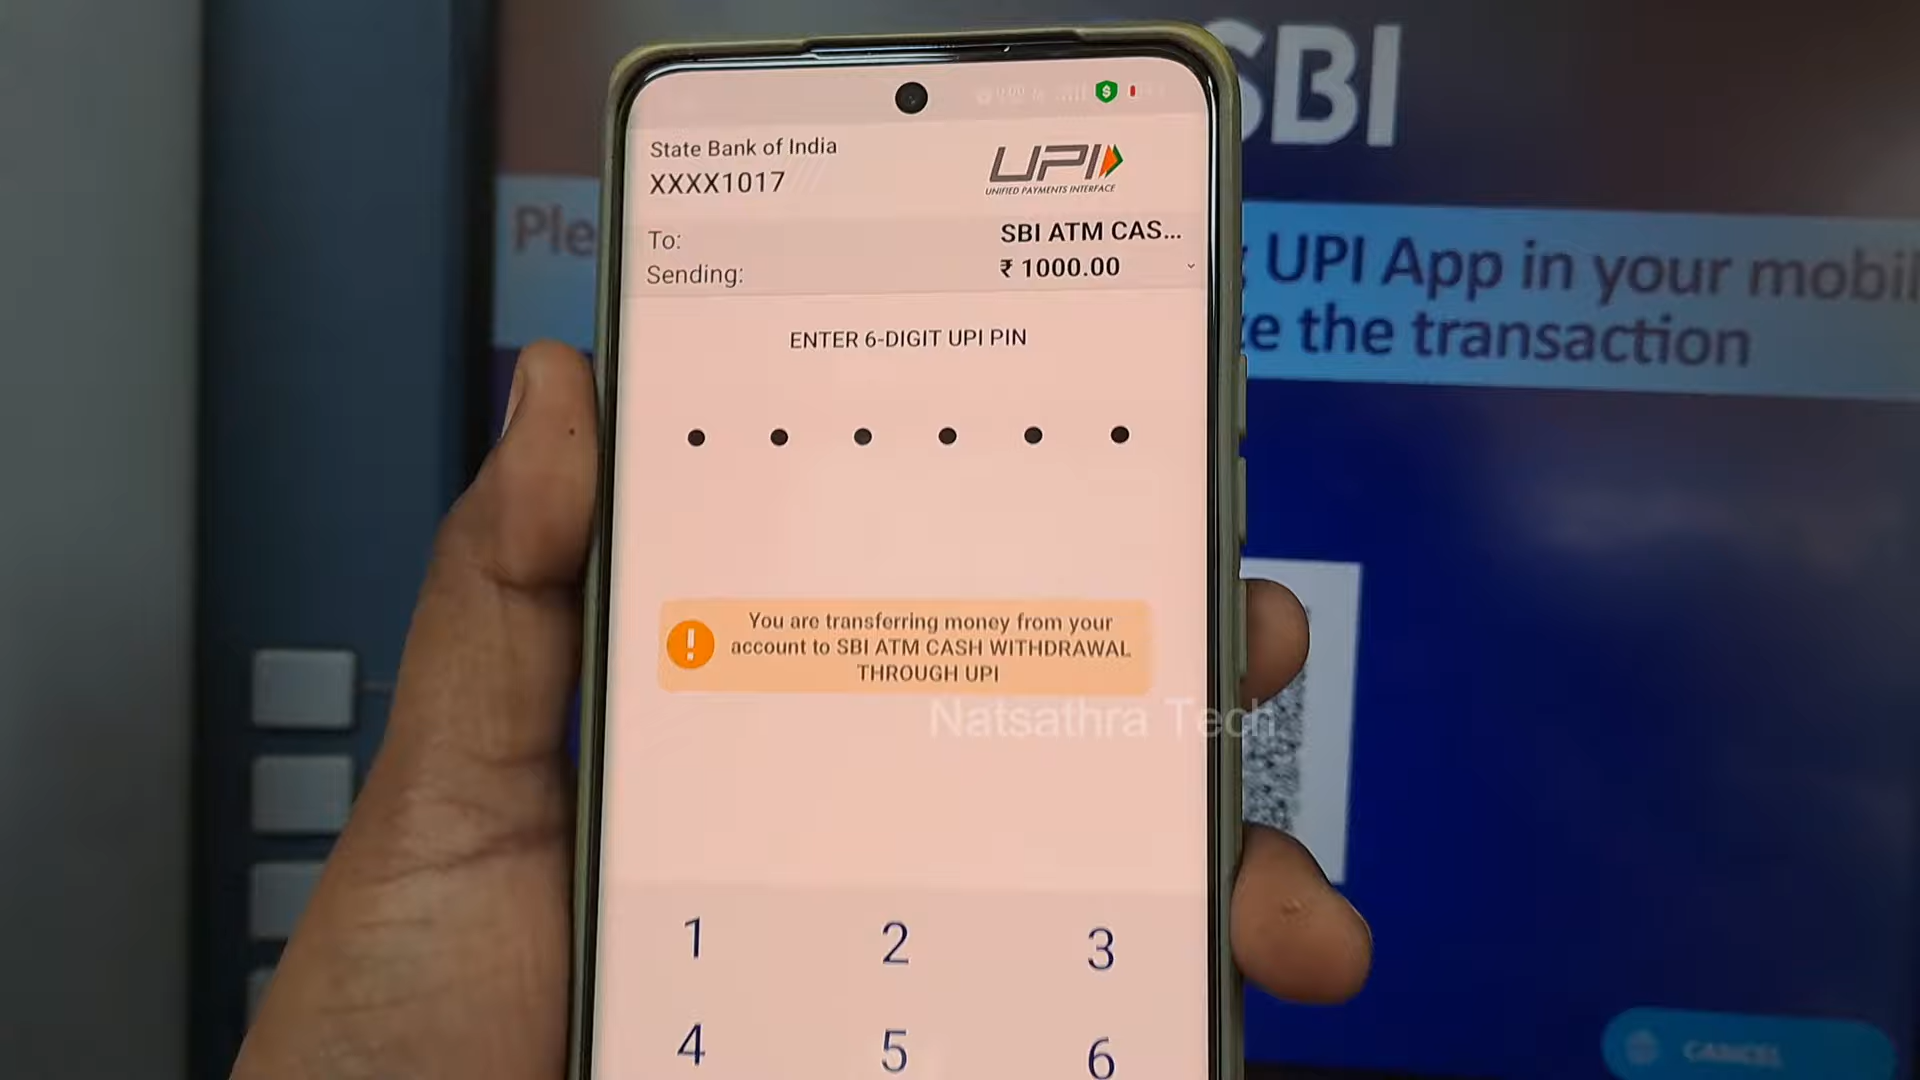 SBI
State Bank of India
XXXX1017
UPI
UNIFIED PAYMENTS INTERFACE
To:
SBI ATM CAS...
Sending:
₹ 1000.00
Ple
UPI App in your mobil
e the transaction
ENTER 6-DIGIT UPI PIN
You are transferring money from your
account to SBI ATM CASH WITHDRAWAL
THROUGH UPI
Natsathra Tech
1 2 3
4 5 6
CANCEL